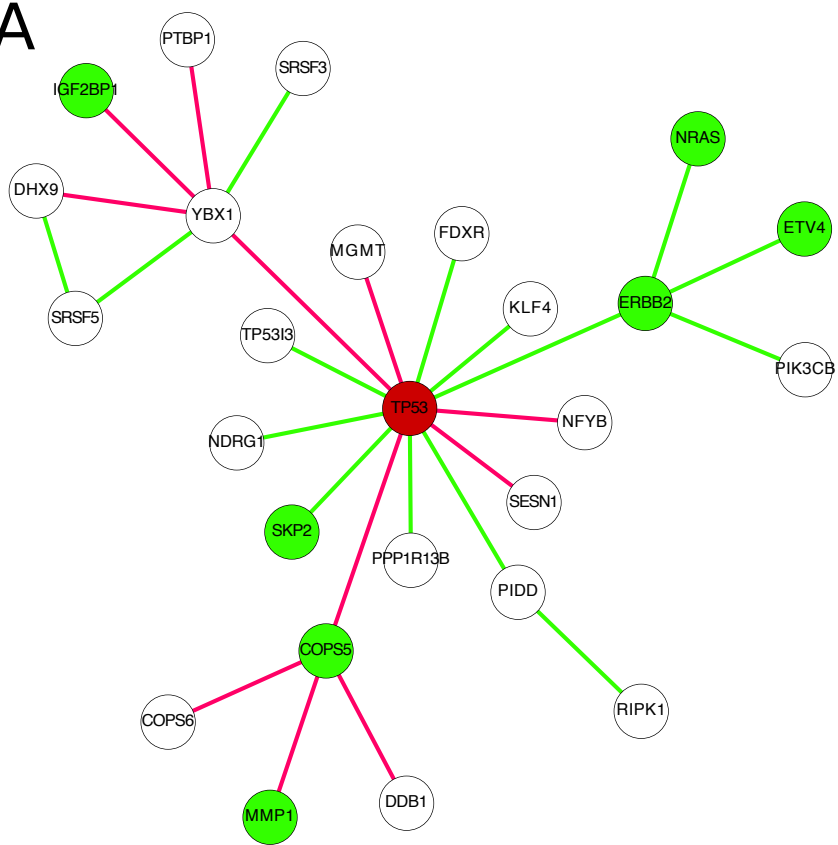 A
PTBP1
SRSF3
IGF2BP1
NRAS
DHX9
YBX1
ETV4
FDXR
MGMT
ERBB2
KLF4
SRSF5
TP53I3
PIK3CB
TP53
NFYB
NDRG1
SESN1
SKP2
PPP1R13B
PIDD
COPS5
RIPK1
COPS6
DDB1
MMP1